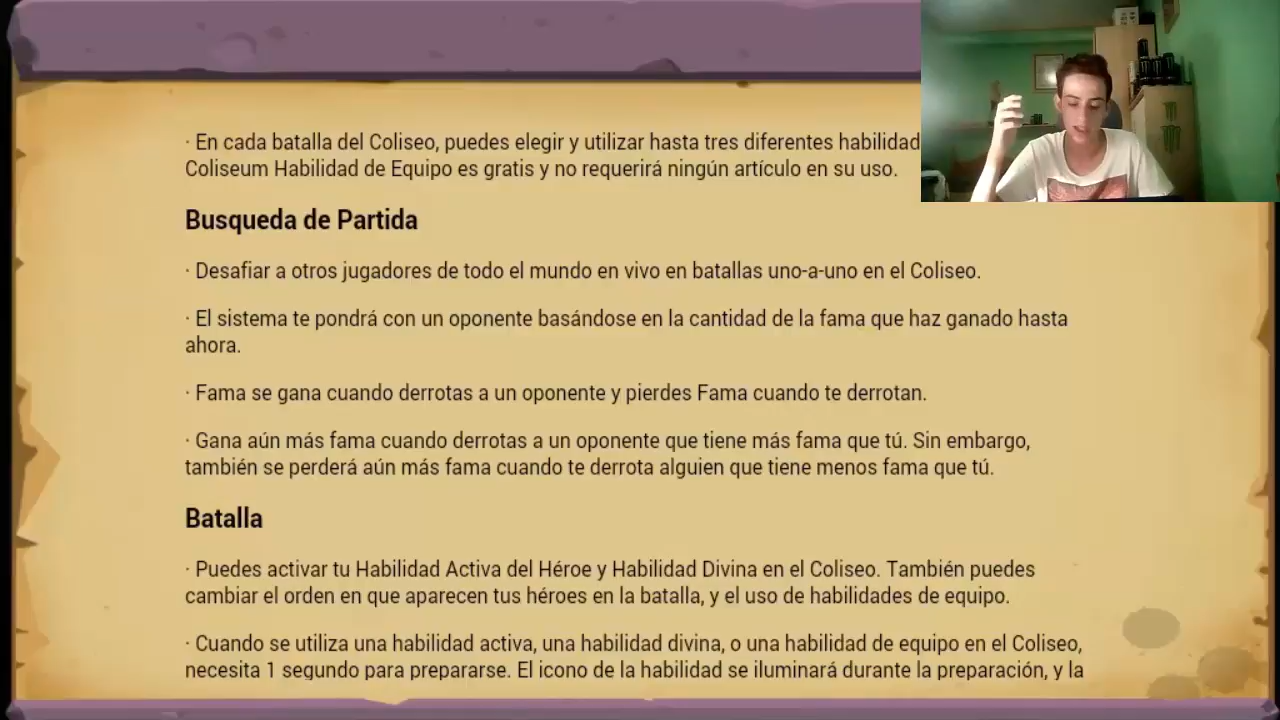 · En cada batalla del Coliseo, puedes elegir y utilizar hasta tres diferentes habilidad
Coliseum Habilidad de Equipo es gratis y no requerirá ningún artículo en su uso.
Busqueda de Partida
· Desafiar a otros jugadores de todo el mundo en vivo en batallas uno-a-uno en el Coliseo.
· El sistema te pondrá con un oponente basándose en la cantidad de la fama que haz ganado hasta
ahora.
· Fama se gana cuando derrotas a un oponente y pierdes Fama cuando te derrotan.
· Gana aún más fama cuando derrotas a un oponente que tiene más fama que tú. Sin embargo,
también se perderá aún más fama cuando te derrota alguien que tiene menos fama que tú.
Batalla
· Puedes activar tu Habilidad Activa del Héroe y Habilidad Divina en el Coliseo. También puedes
cambiar el orden en que aparecen tus héroes en la batalla, y el uso de habilidades de equipo.
· Cuando se utiliza una habilidad activa, una habilidad divina, o una habilidad de equipo en el Coliseo,
necesita 1 segundo para prepararse. El icono de la habilidad se iluminará durante la preparación, y la